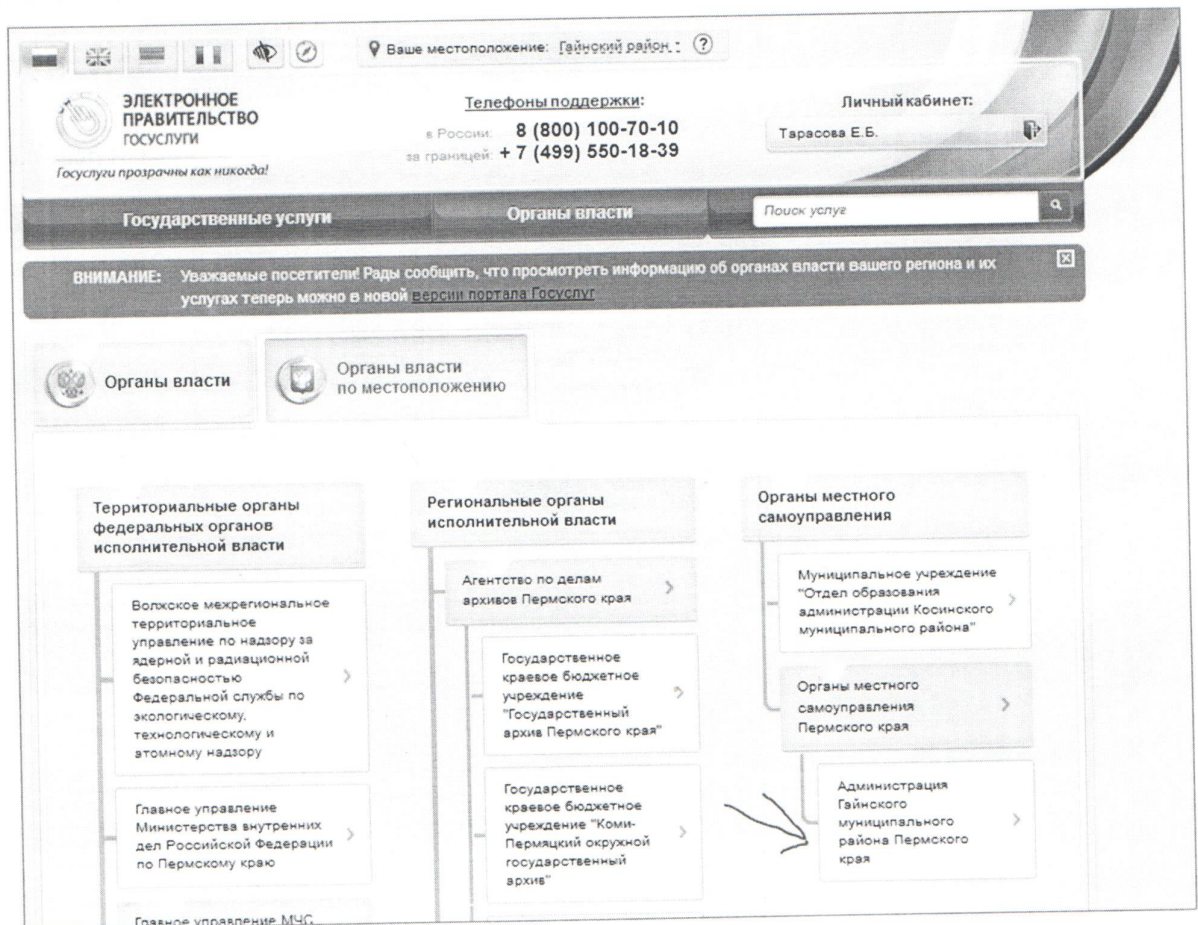 Ваше местоположение: Гайнский район ?
ЭЛЕКТРОННОЕ
ПРАВИТЕЛЬСТВО
ГОСУСЛУГИ
Госуслуги прозрачны как никогда!
Телефоны поддержки:
в России: 8 (800) 100-70-10
за границей: + 7 (499) 550-18-39
Личный кабинет:
Тарасова Е.Б.
Государственные услуги
Органы власти
Поиск услуг
ВНИМАНИЕ: Уважаемые посетители! Рады сообщить, что просмотреть информацию об органах власти вашего региона и их
услугах теперь можно в новой версии портала Госуслуг
Органы власти
Органы власти
по местоположению
Территориальные органы
федеральных органов
исполнительной власти
Волжское межрегиональное
территориальное
управление по надзору за
ядерной и радиационной
безопасностью
Федеральной службы по
экологическому,
технологическому и
атомному надзору
Главное управление
Министерства внутренних
дел Российской Федерации
по Пермскому краю
Главное управление МЧС
Региональные органы
исполнительной власти
Агентство по делам
архивов Пермского края
Государственное
краевое бюджетное
учреждение
"Государственный
архив Пермского края"
Государственное
краевое бюджетное
учреждение "Коми-
Пермяцкий окружной
государственный
архив"
Органы местного
самоуправления
Муниципальное учреждение
"Отдел образования
администрации Косинского
муниципального района"
Органы местного
самоуправления
Пермского края
Администрация
Гайнского
муниципального
района Пермского
края